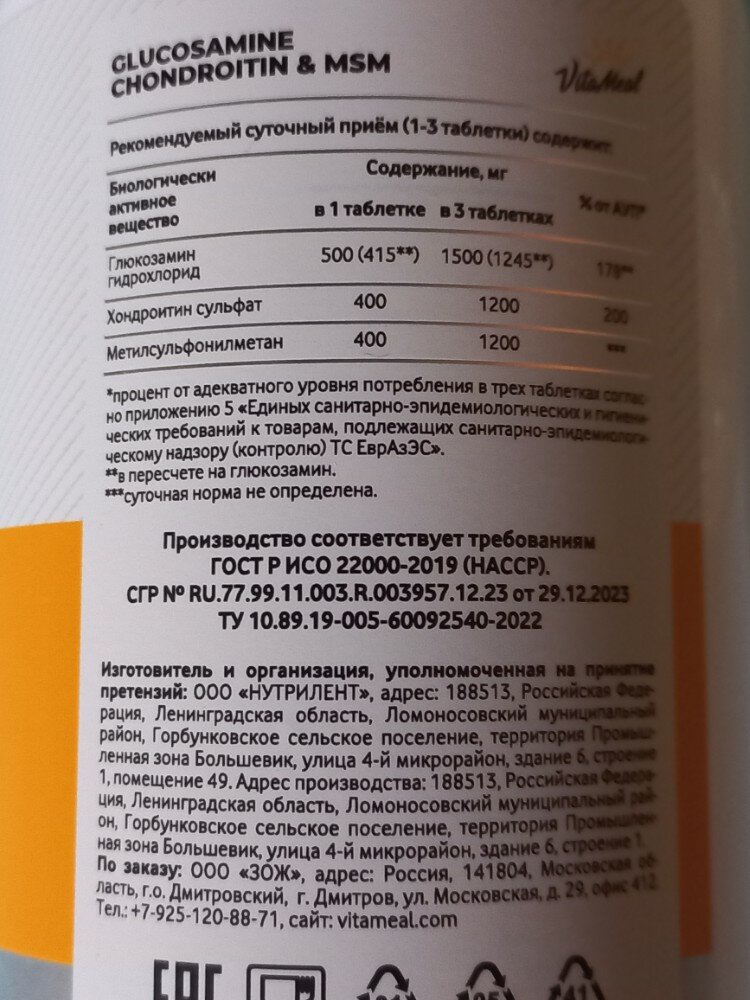 GLUCOSAMINE
CHONDROITIN & MSM
VitaMeal
Рекомендуемый суточный приём (1-3 таблетки) содержит:
Биологически активное вещество
Содержание, мг
% от АУП*
в 1 таблетке в 3 таблетках
Глюкозамин гидрохлорид 500 (415**) 1500 (1245**) 178**
Хондроитин сульфат 400 1200 200
Метилсульфонилметан 400 1200 ***
*процент от адекватного уровня потребления в трех таблетках соглас-
но приложению 5 «Единых санитарно-эпидемиологических и гигиени-
ческих требований к товарам, подлежащих санитарно-эпидемиологи-
ческому надзору (контролю) ТС ЕврАзЭС».
**в пересчете на глюкозамин.
***суточная норма не определена.
Производство соответствует требованиям
ГОСТ Р ИСО 22000-2019 (HACCP).
СГР № RU.77.99.11.003.R.003957.12.23 от 29.12.2023
ТУ 10.89.19-005-60092540-2022
Изготовитель и организация, уполномоченная на принятие
претензий: ООО «НУТРИЛЕНТ», адрес: 188513, Российская Феде-
рация, Ленинградская область, Ломоносовский муниципальный
район, Горбунковское сельское поселение, территория Промыш-
ленная зона Большевик, улица 4-й микрорайон, здание 6, строение
1, помещение 49. Адрес производства: 188513, Российская Федера-
ция, Ленинградская область, Ломоносовский муниципальный рай-
он, Горбунковское сельское поселение, территория Промышлен-
ная зона Большевик, улица 4-й микрорайон, здание 6, строение 1.
По заказу: ООО «ЗОЖ», адрес: Россия, 141804, Московская об-
ласть, г.о. Дмитровский, г. Дмитров, ул. Московская, д. 29, офис 412
Тел.: +7-925-120-88-71, сайт: vitameal.com
EAC